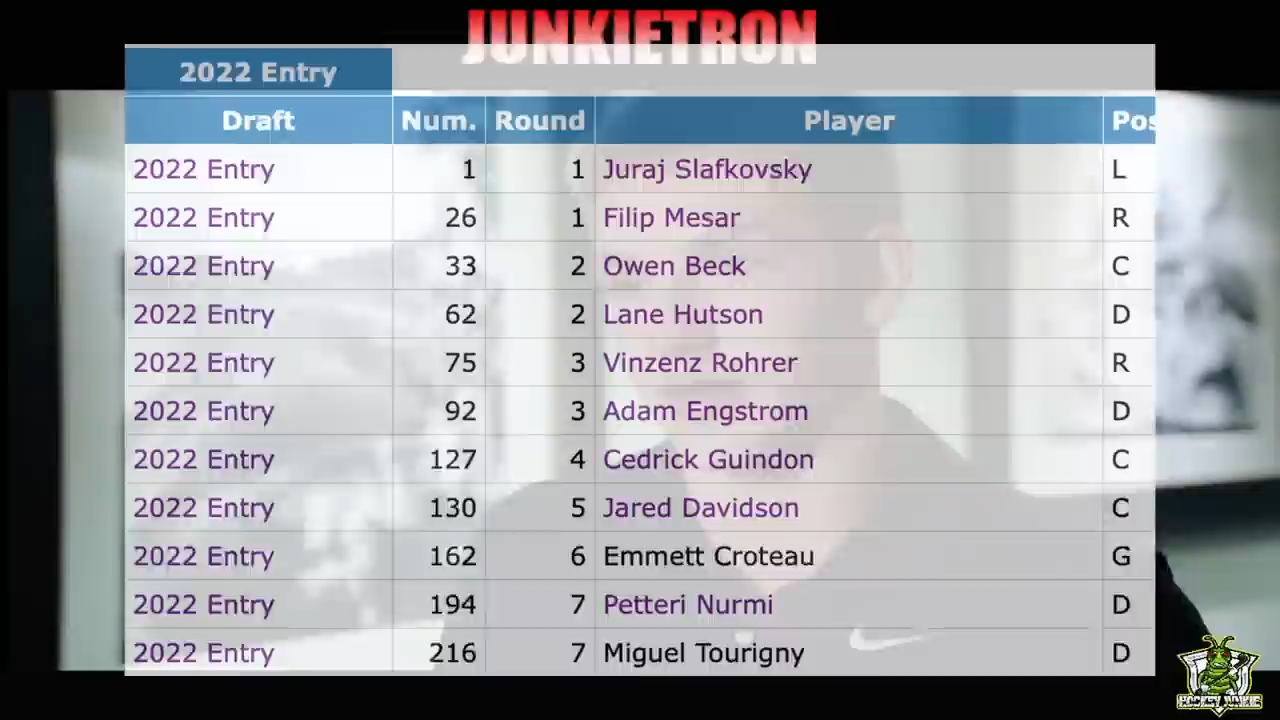 JUNKIETRON
2022 Entry
Draft Num. Round Player Pos
2022 Entry 1 1 Juraj Slafkovsky L
2022 Entry 26 1 Filip Mesar R
2022 Entry 33 2 Owen Beck C
2022 Entry 62 2 Lane Hutson D
2022 Entry 75 3 Vinzenz Rohrer R
2022 Entry 92 3 Adam Engstrom D
2022 Entry 127 4 Cedrick Guindon C
2022 Entry 130 5 Jared Davidson C
2022 Entry 162 6 Emmett Croteau G
2022 Entry 194 7 Petteri Nurmi D
2022 Entry 216 7 Miguel Tourigny D
HOCKEY JUNKIE